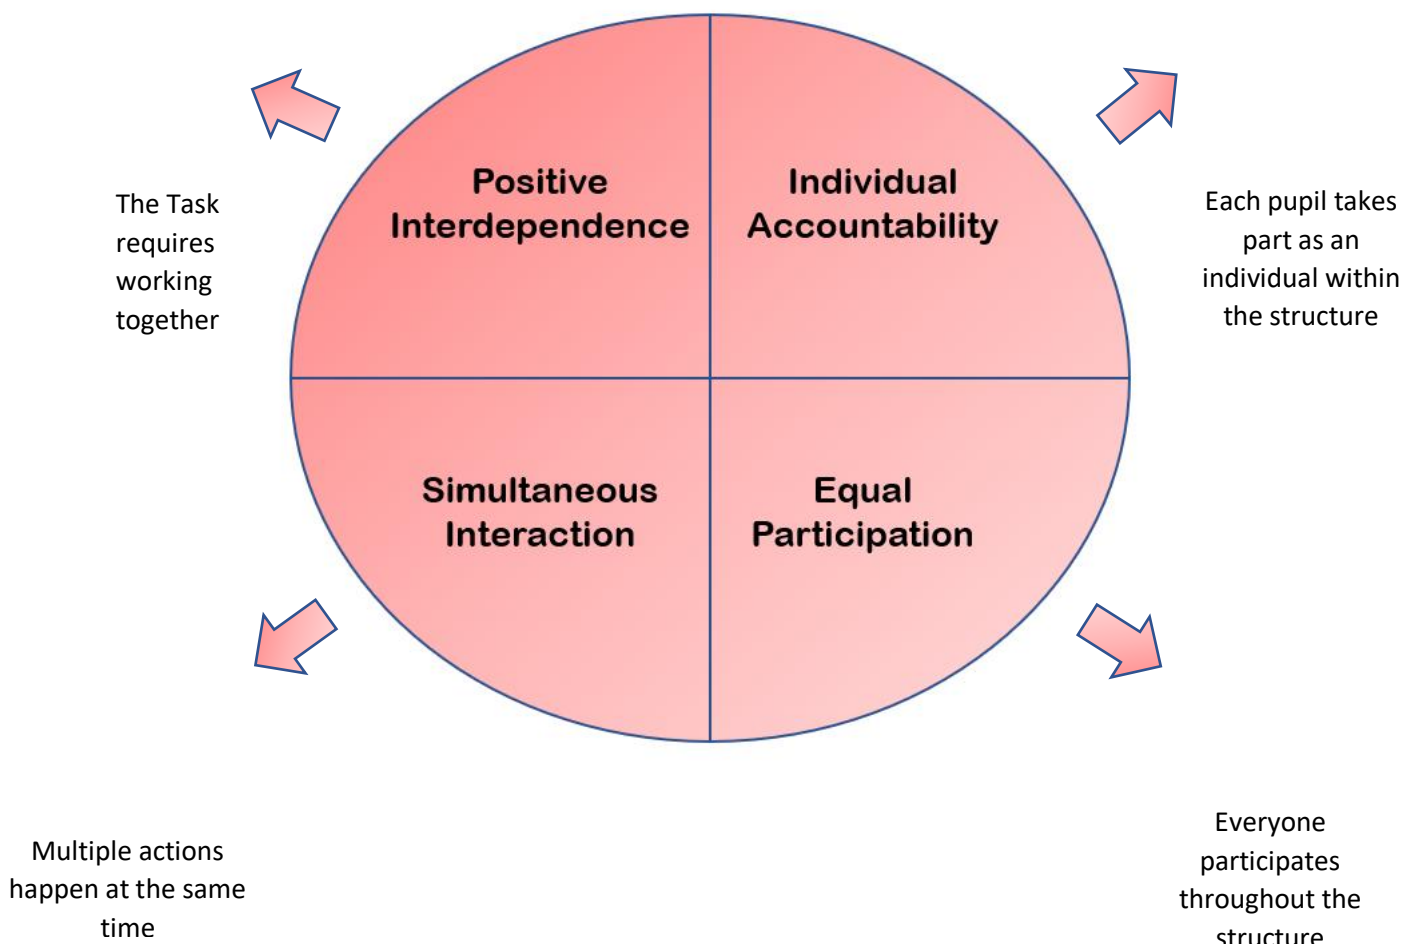 Positive
Interdependence
Individual
Accountability
The Task
requires
working
together
Each pupil takes
part as an
individual within
the structure
Simultaneous
Interaction
Equal
Participation
Multiple actions
happen at the same
time
Everyone
participates
throughout the
structure